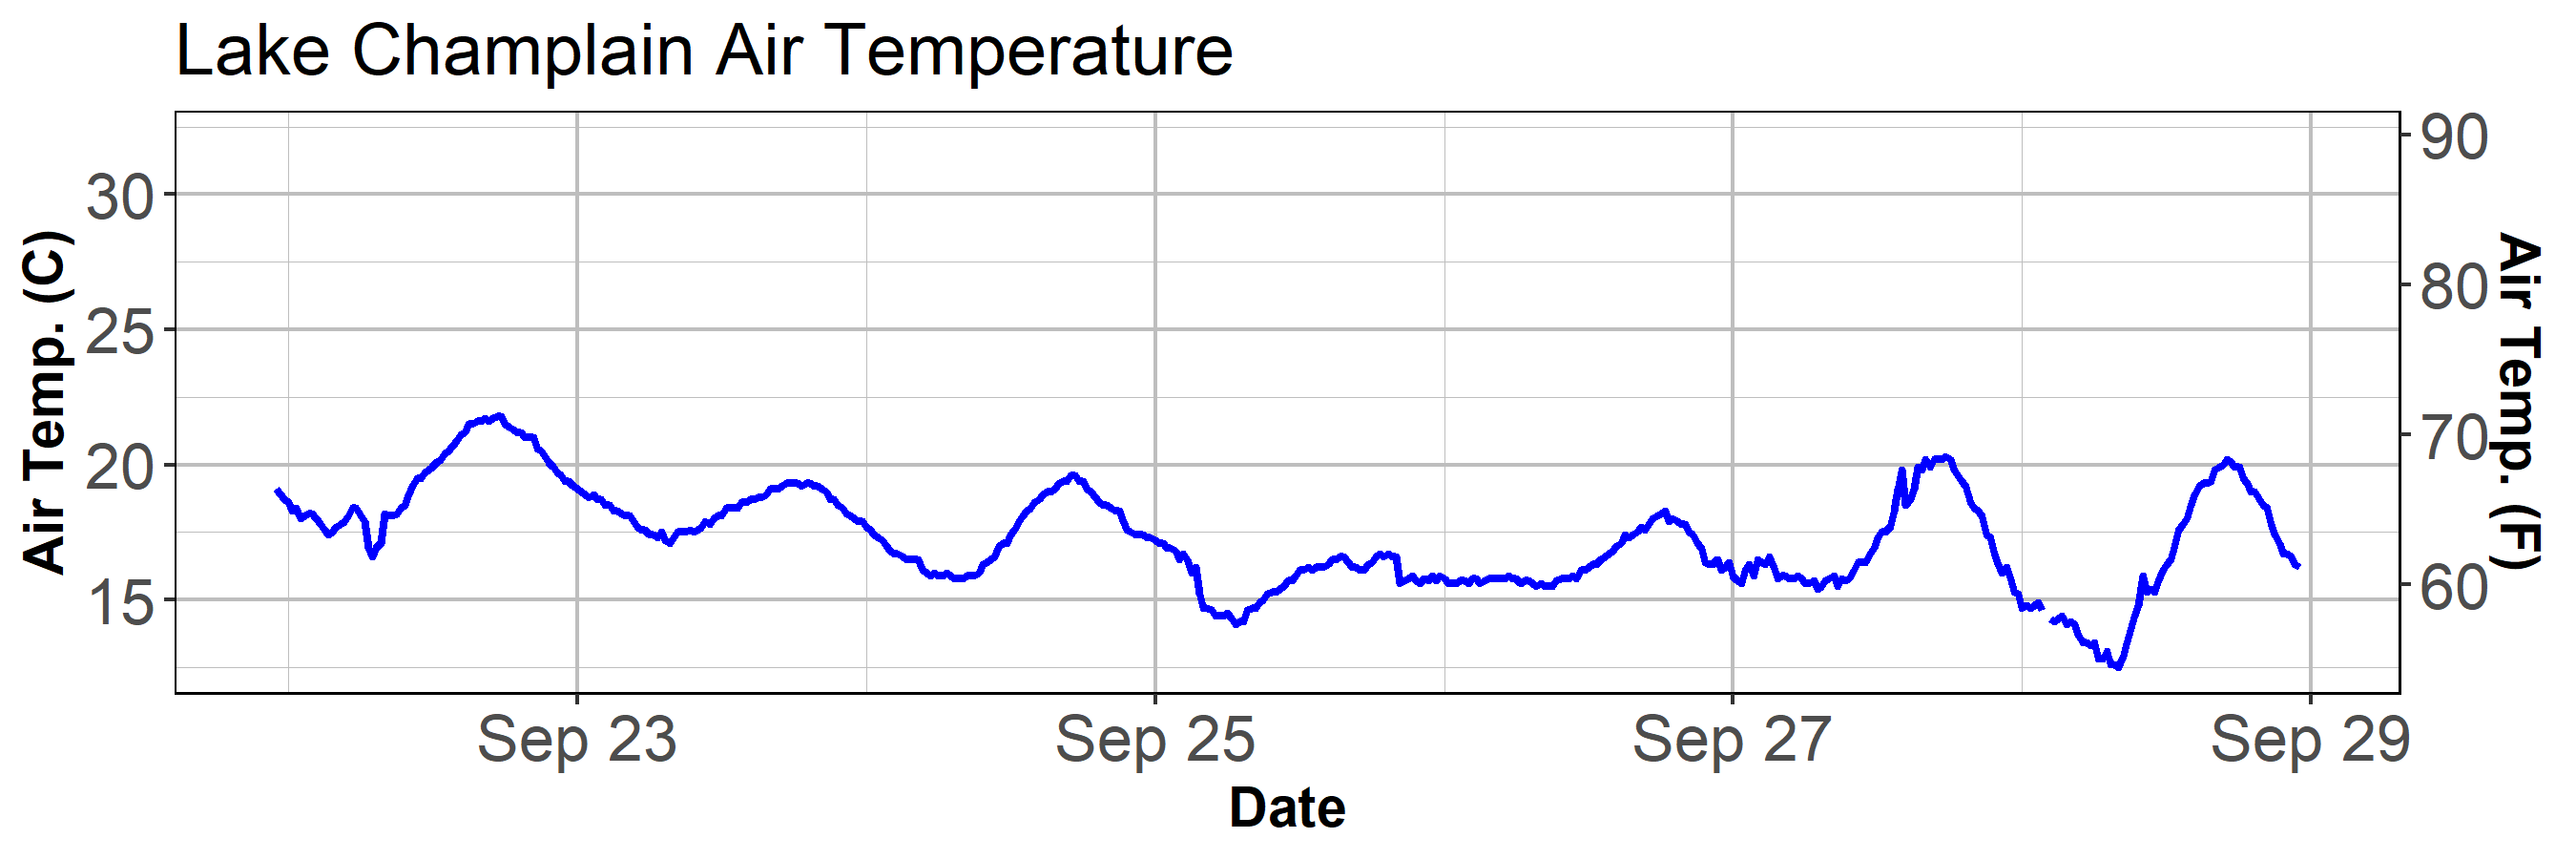 Lake Champlain Air Temperature
Air Temp. (C)
30
25
20
15
90
80
70
60
Air Temp. (F)
Sep 23
Sep 25
Sep 27
Sep 29
Date